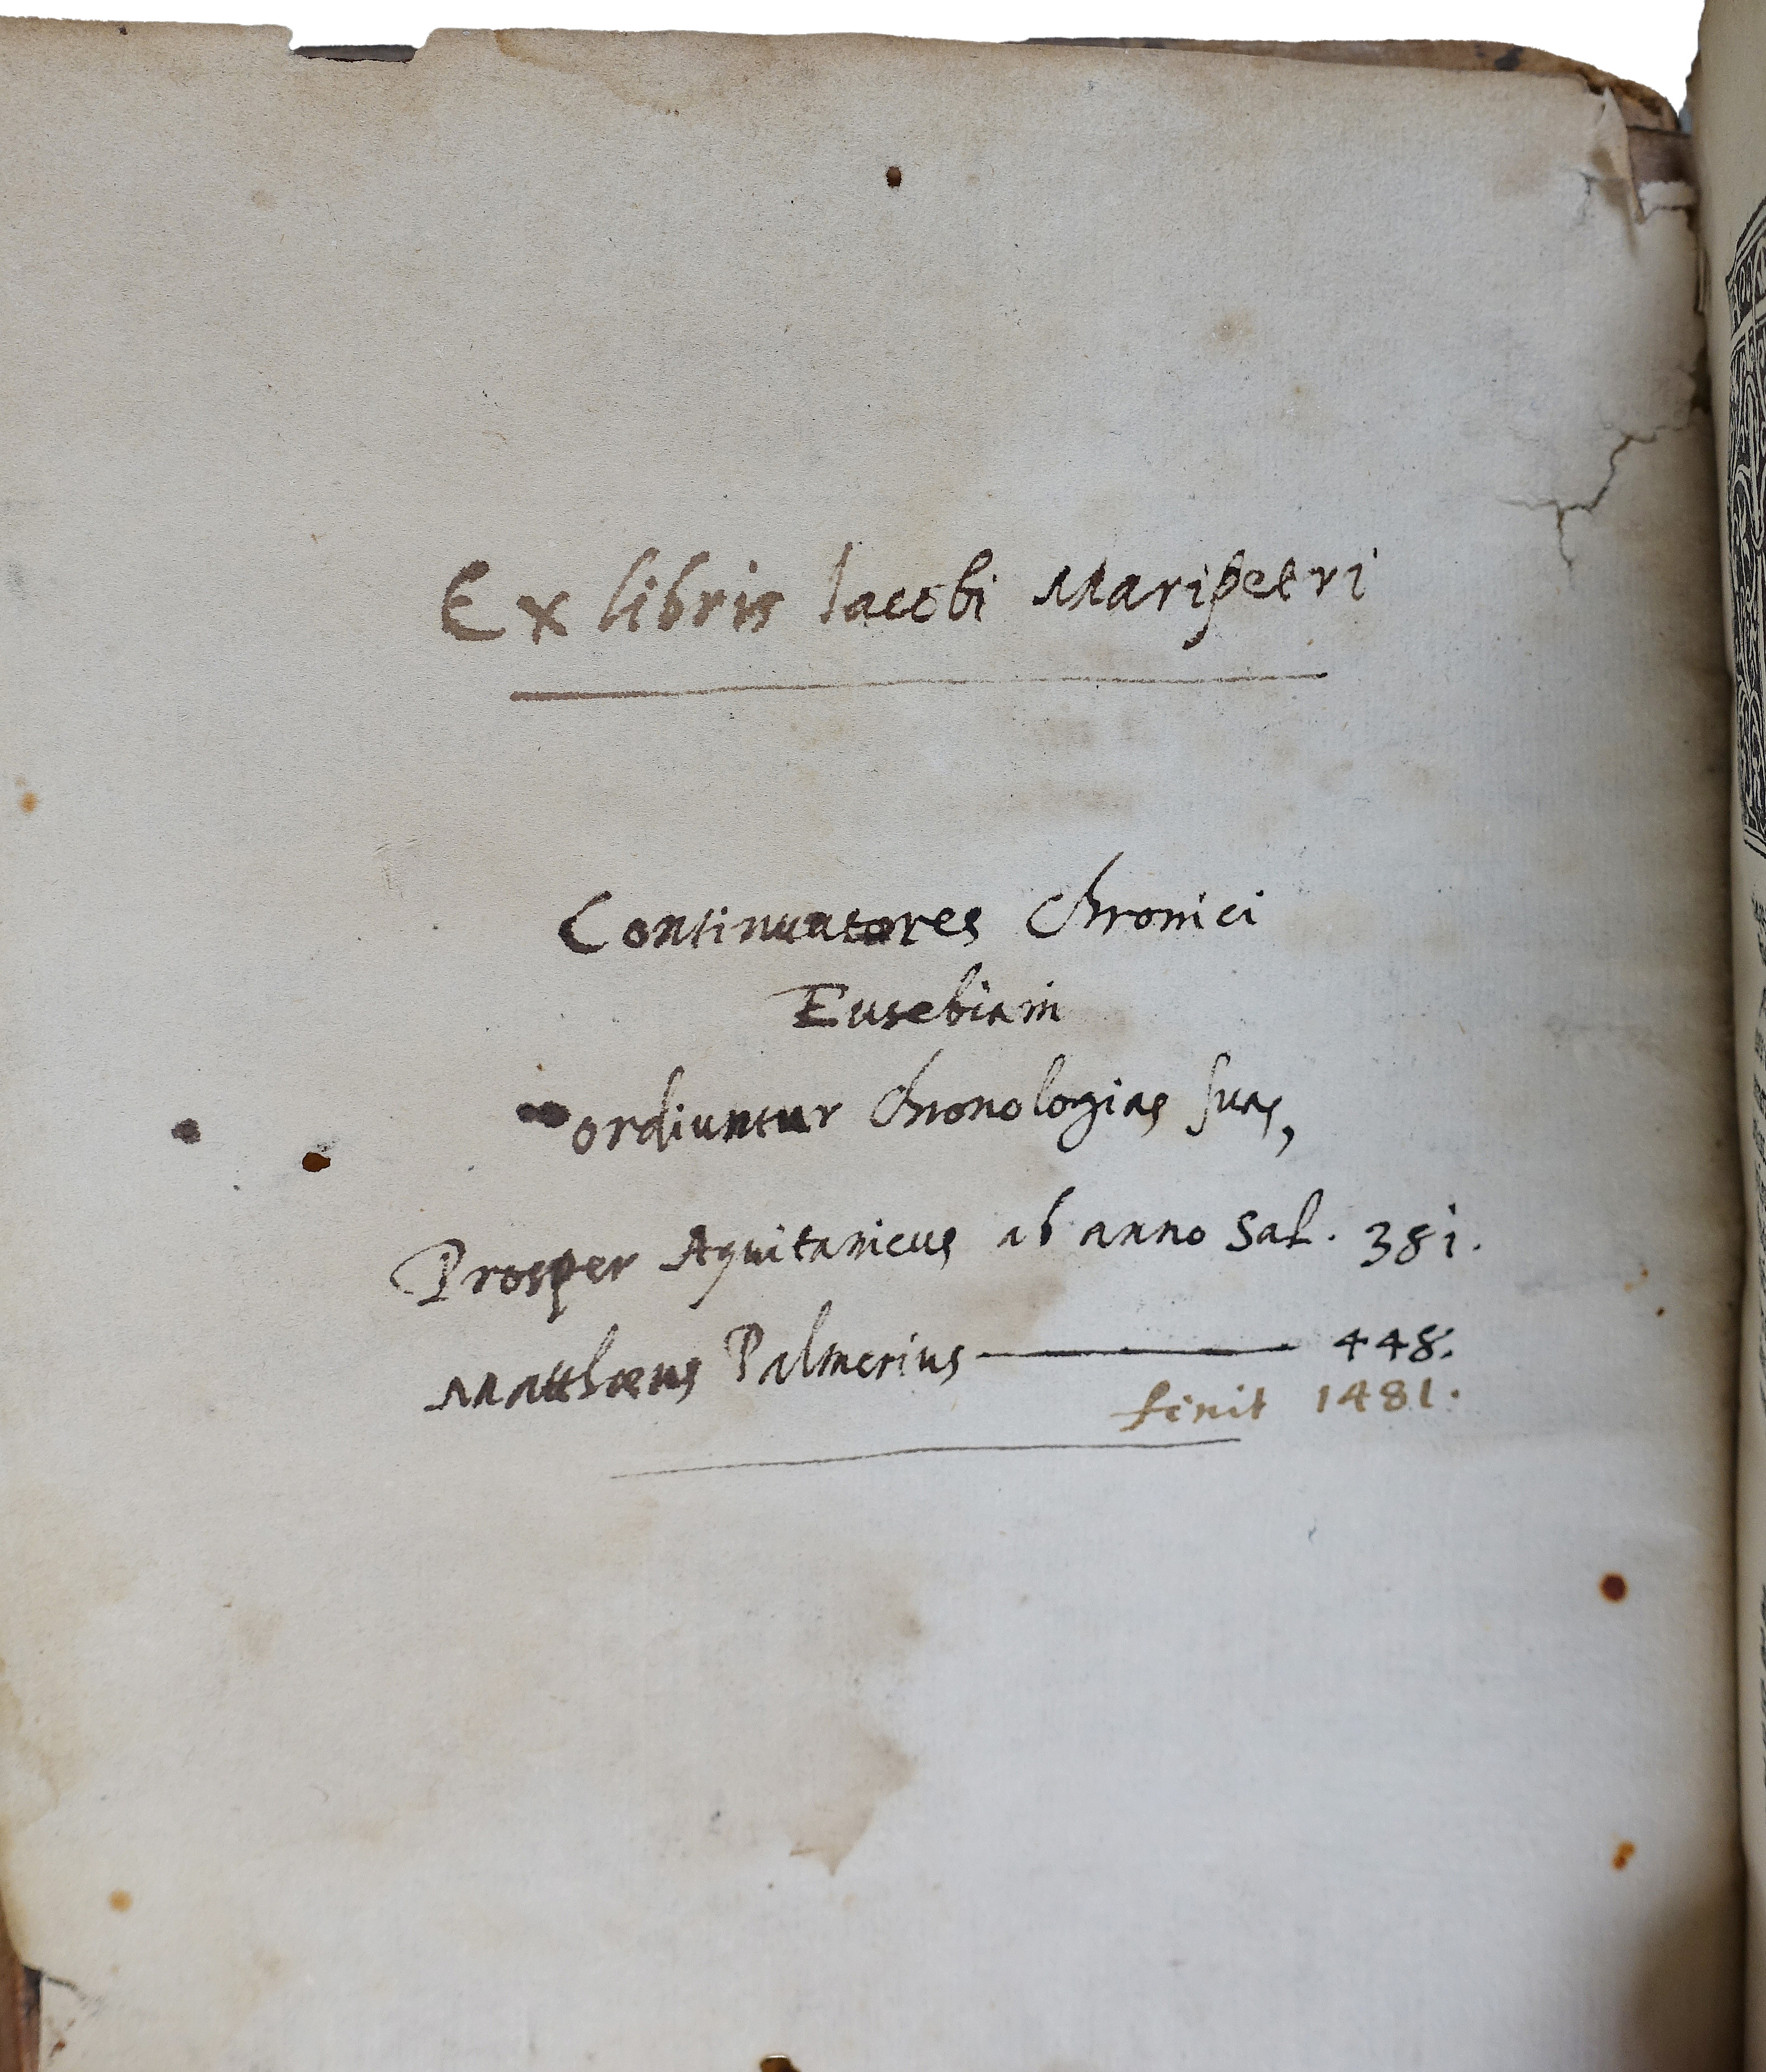 Ex libris Iacobi Maripetri
Continuatores Chronici
Eusebiani
ordiuntur Chronologias suas,
Prosper Aquitanicus ab anno Sal. 381.
Matthæus Palmerius 448.
finit 1481.